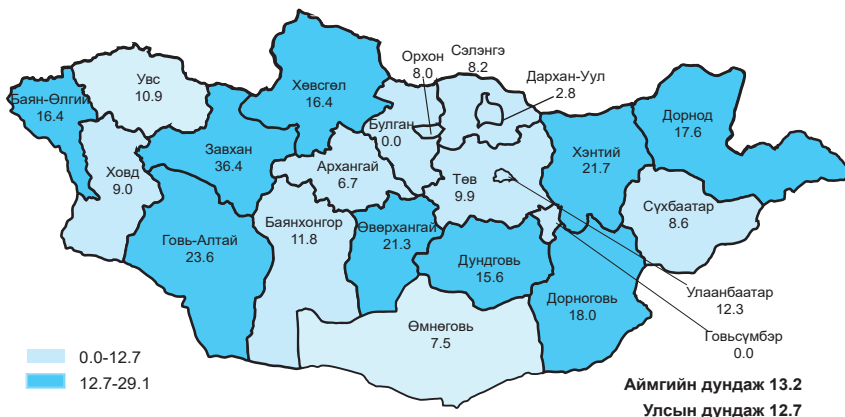 Орхон
8.0
Сэлэнгэ
8.2
Дархан-Уул
2.8
Увс
10.9
Хөвсгөл
16.4
Баян-Өлгий
16.4
Дорнод
17.6
Булган
0.0
Завхан
36.4
Хэнтий
21.7
Архангай
6.7
Ховд
9.0
Төв
9.9
Сүхбаатар
8.6
Баянхонгор
11.8
Өвөрхангай
21.3
Говь-Алтай
23.6
Дундговь
15.6
Улаанбаатар
12.3
Дорноговь
18.0
Өмнөговь
7.5
Говьсүмбэр
0.0
0.0-12.7
12.7-29.1
Аймгийн дундаж 13.2
Улсын дундаж 12.7